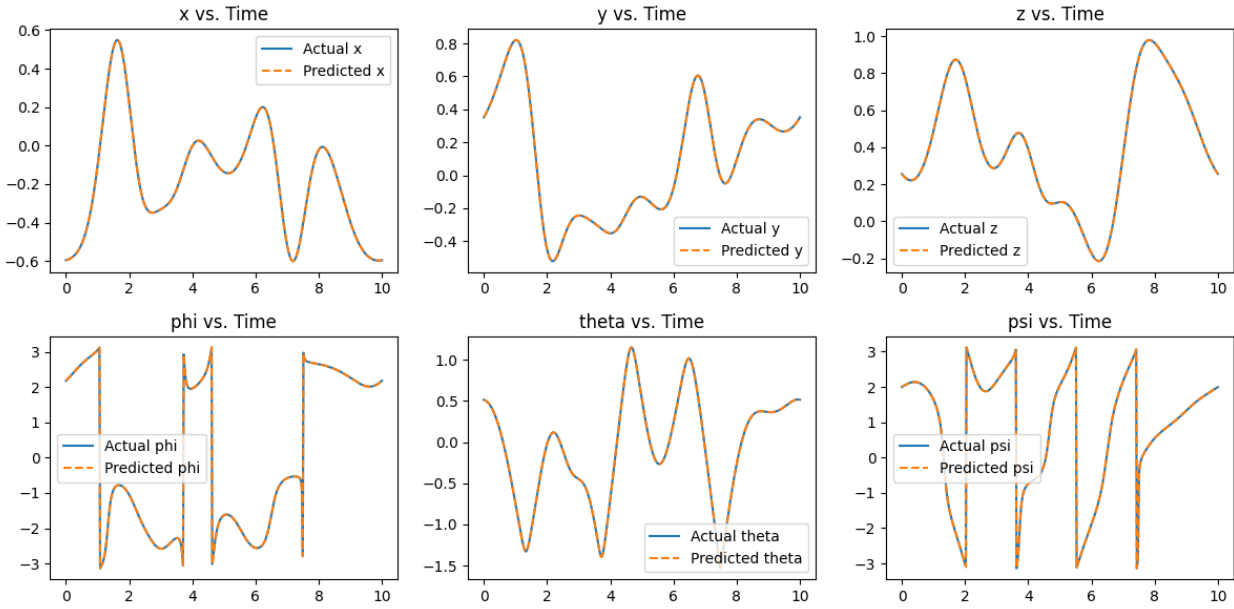 x vs. Time
0.6
0.4
0.2
0.0
−0.2
−0.4
−0.6
Actual x
Predicted x
0 2 4 6 8 10
y vs. Time
0.8
0.6
0.4
0.2
0.0
−0.2
−0.4
Actual y
Predicted y
0 2 4 6 8 10
z vs. Time
1.0
0.8
0.6
0.4
0.2
0.0
−0.2
Actual z
Predicted z
0 2 4 6 8 10
phi vs. Time
3
2
1
0
−1
−2
−3
Actual phi
Predicted phi
0 2 4 6 8 10
theta vs. Time
1.0
0.5
0.0
−0.5
−1.0
−1.5
Actual theta
Predicted theta
0 2 4 6 8 10
psi vs. Time
3
2
1
0
−1
−2
−3
Actual psi
Predicted psi
0 2 4 6 8 10